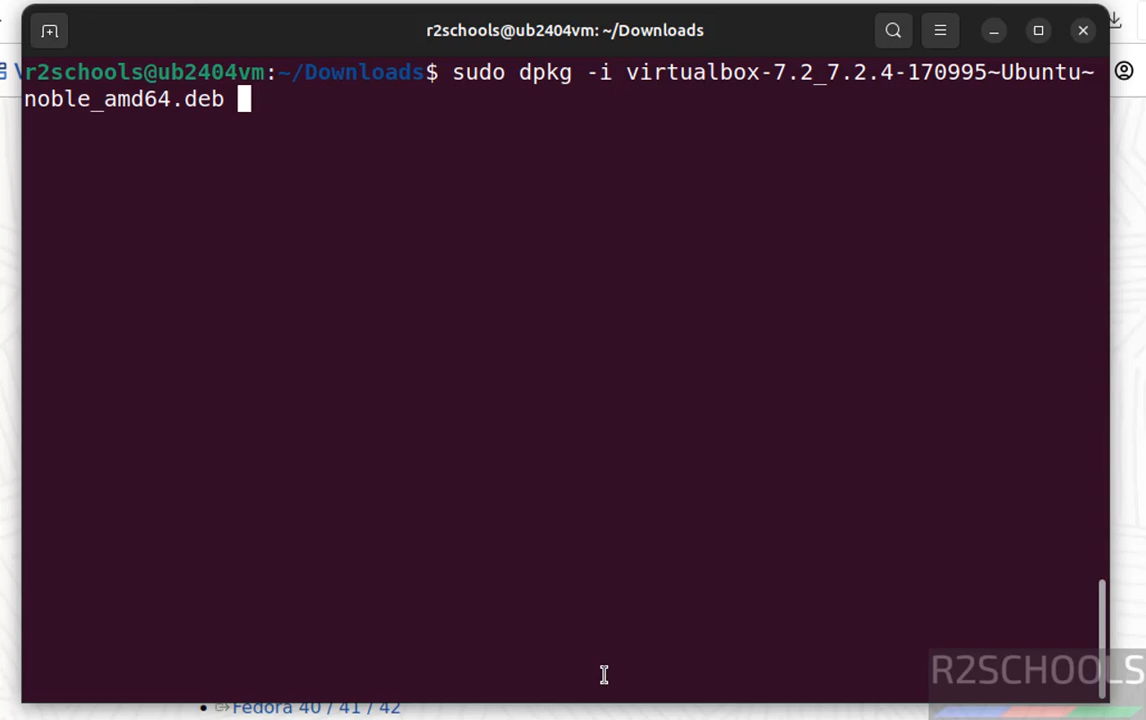 r2schools@ub2404vm: ~/Downloads
r2schools@ub2404vm:~/Downloads$ sudo dpkg -i virtualbox-7.2_7.2.4-170995~Ubuntu~
noble_amd64.deb
R2SCHOOLS
Fedora 40 / 41 / 42